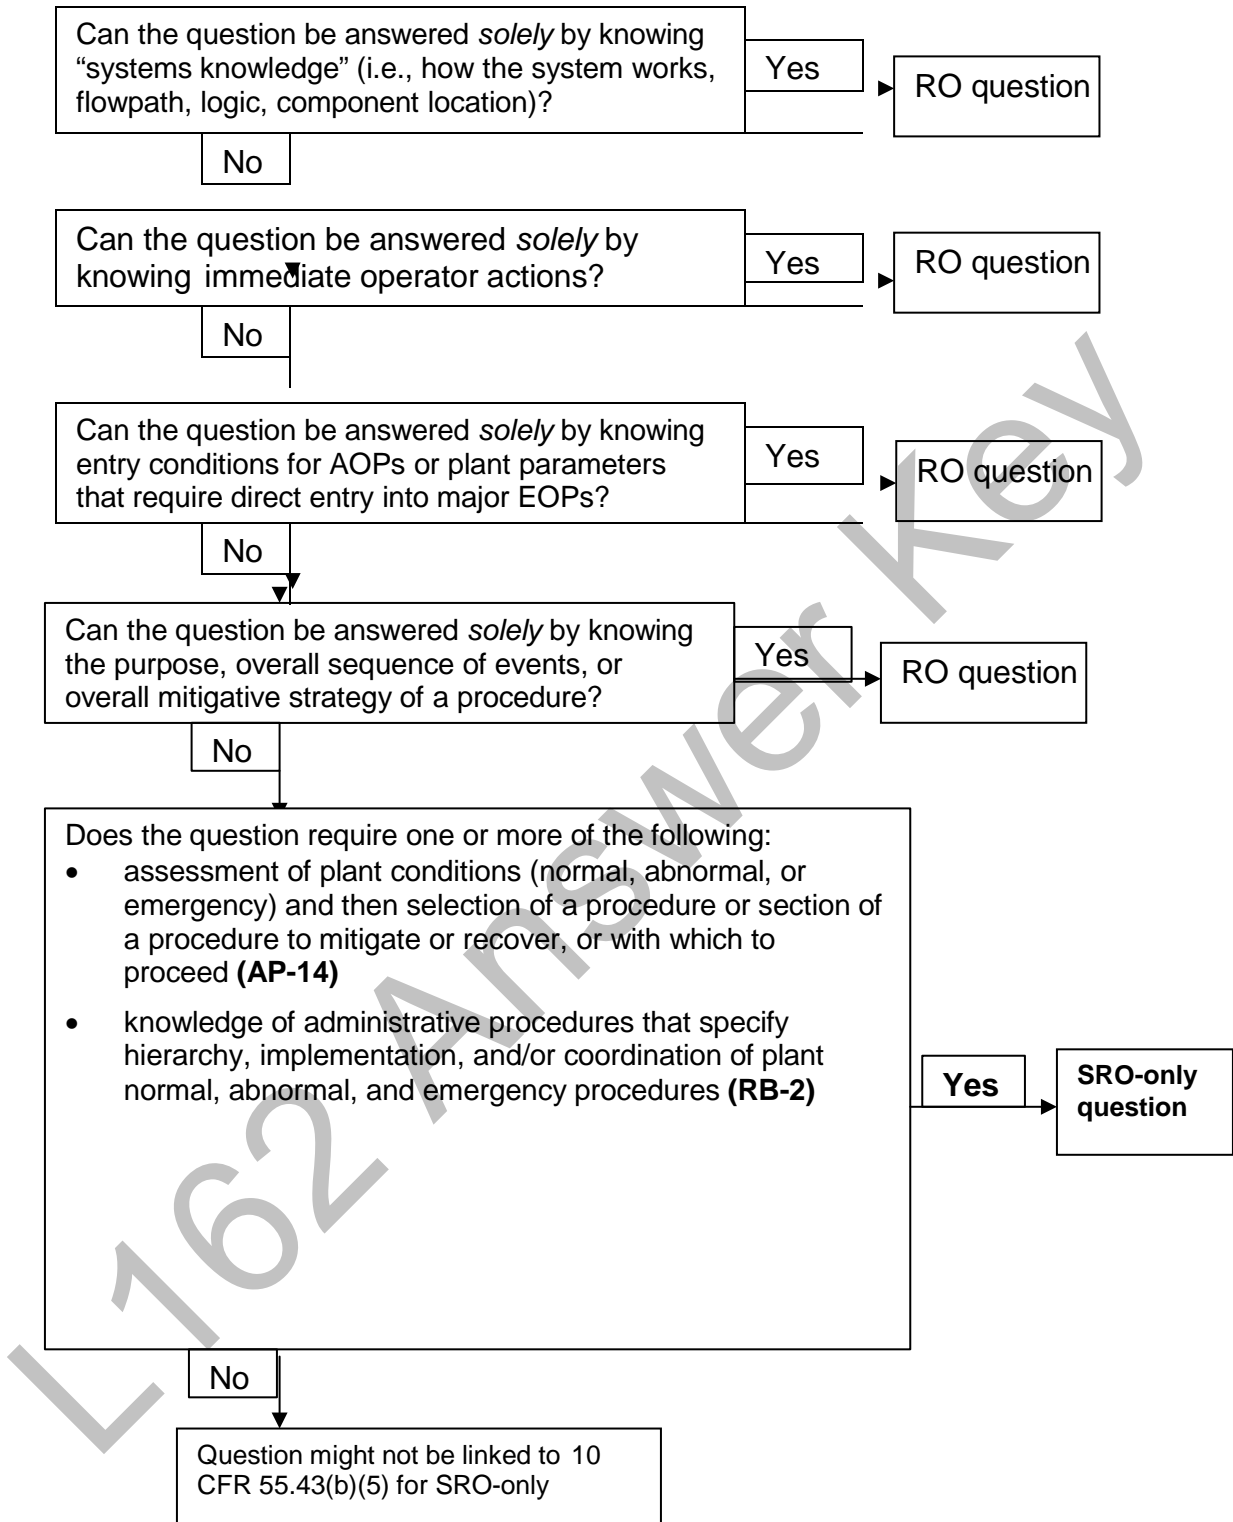 Can the question be answered solely by knowing
“systems knowledge” (i.e., how the system works,
flowpath, logic, component location)?
Yes
RO question
No
Can the question be answered solely by
knowing immediate operator actions?
Yes
RO question
No
Can the question be answered solely by knowing
entry conditions for AOPs or plant parameters
that require direct entry into major EOPs?
Yes
RO question
No
Can the question be answered solely by knowing
the purpose, overall sequence of events, or
overall mitigative strategy of a procedure?
Yes
RO question
No
Does the question require one or more of the following:
• assessment of plant conditions (normal, abnormal, or
emergency) and then selection of a procedure or section of
a procedure to mitigate or recover, or with which to
proceed (AP-14)
• knowledge of administrative procedures that specify
hierarchy, implementation, and/or coordination of plant
normal, abnormal, and emergency procedures (RB-2)
Yes
SRO-only
question
No
Question might not be linked to 10
CFR 55.43(b)(5) for SRO-only
L162 Answer Key